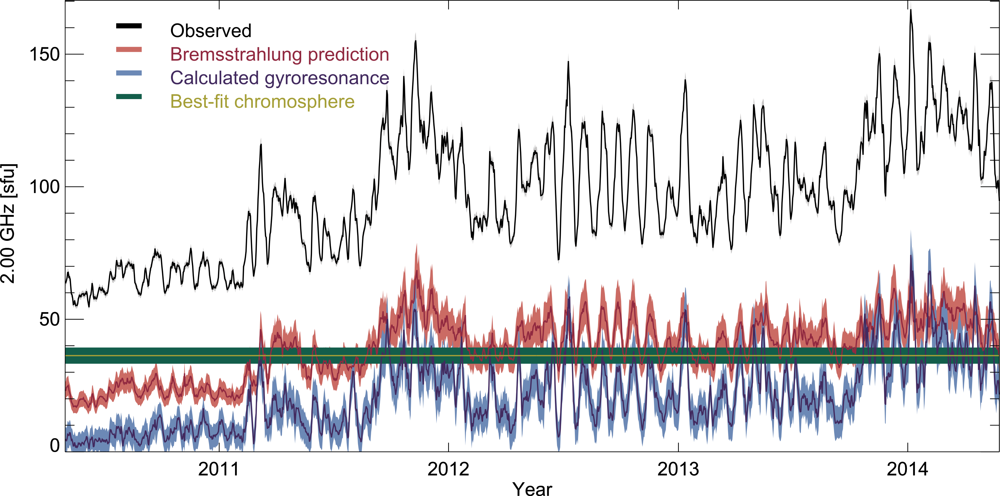 Observed
Bremsstrahlung prediction
Calculated gyroresonance
Best-fit chromosphere
2.00 GHz [sfu]
150
100
50
0
2011
2012
2013
2014
Year